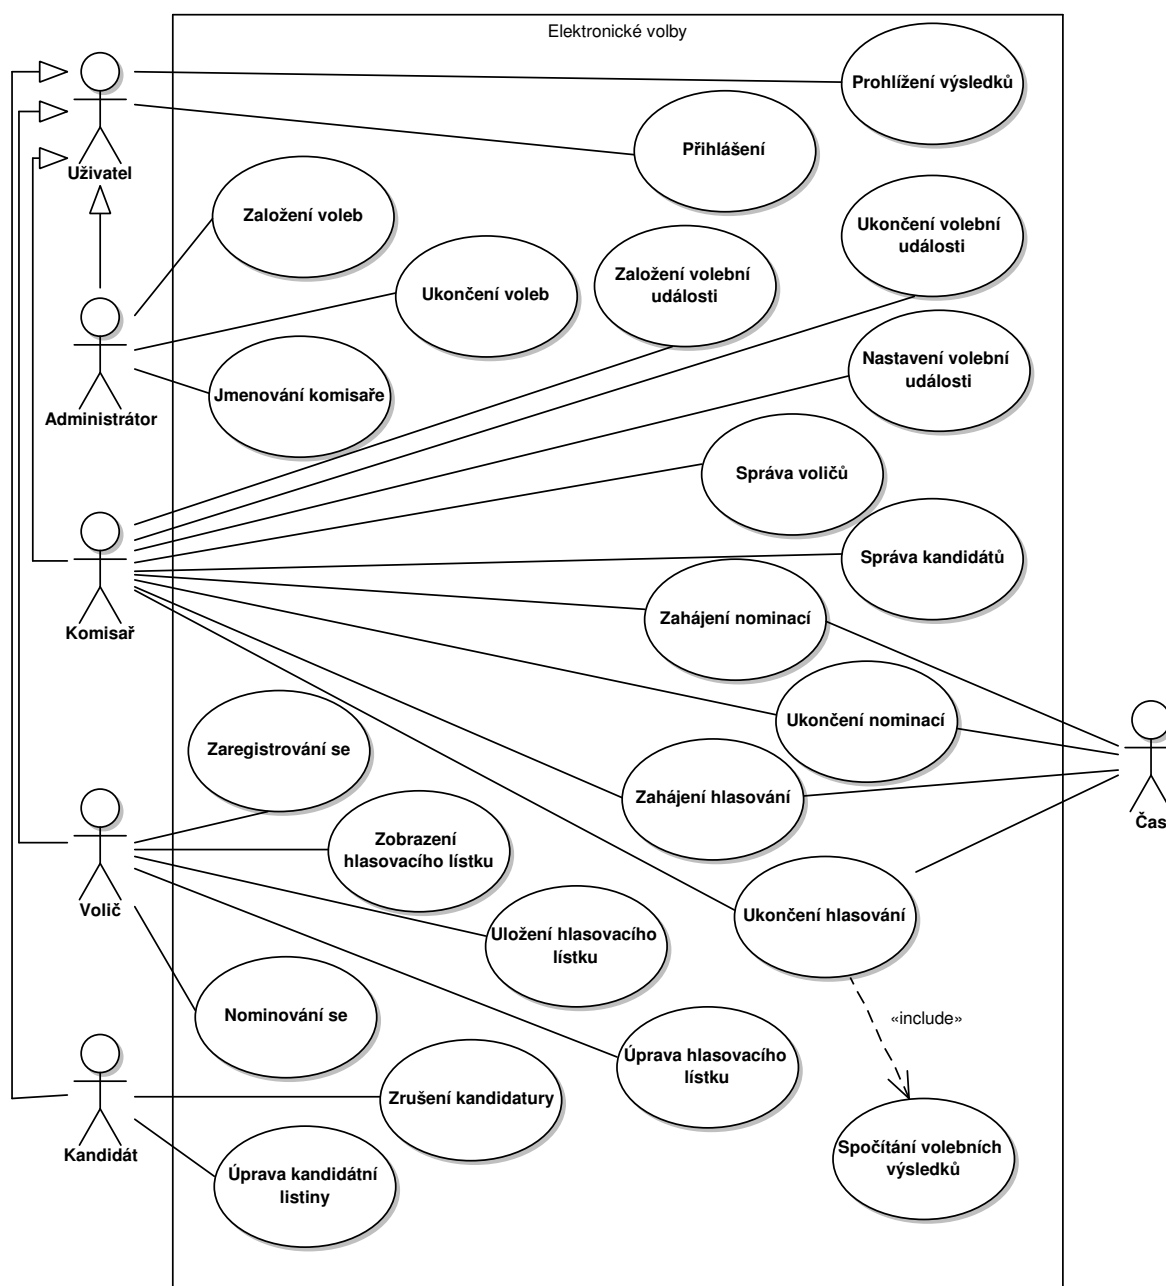 Elektronické volby
Prohlížení výsledků
Přihlášení
Uživatel
Založení voleb
Ukončení volební
události
Založení volební
události
Ukončení voleb
Nastavení volební
události
Jmenování komisaře
Administrátor
Správa voličů
Správa kandidátů
Zahájení nominací
Komisař
Ukončení nominací
Zaregistrování se
Zahájení hlasování
Čas
Zobrazení
hlasovacího lístku
Volič
Ukončení hlasování
Uložení hlasovacího
lístku
Nominování se
«include»
Úprava hlasovacího
lístku
Zrušení kandidatury
Kandidát
Spočítání volebních
výsledků
Úprava kandidátní
listiny